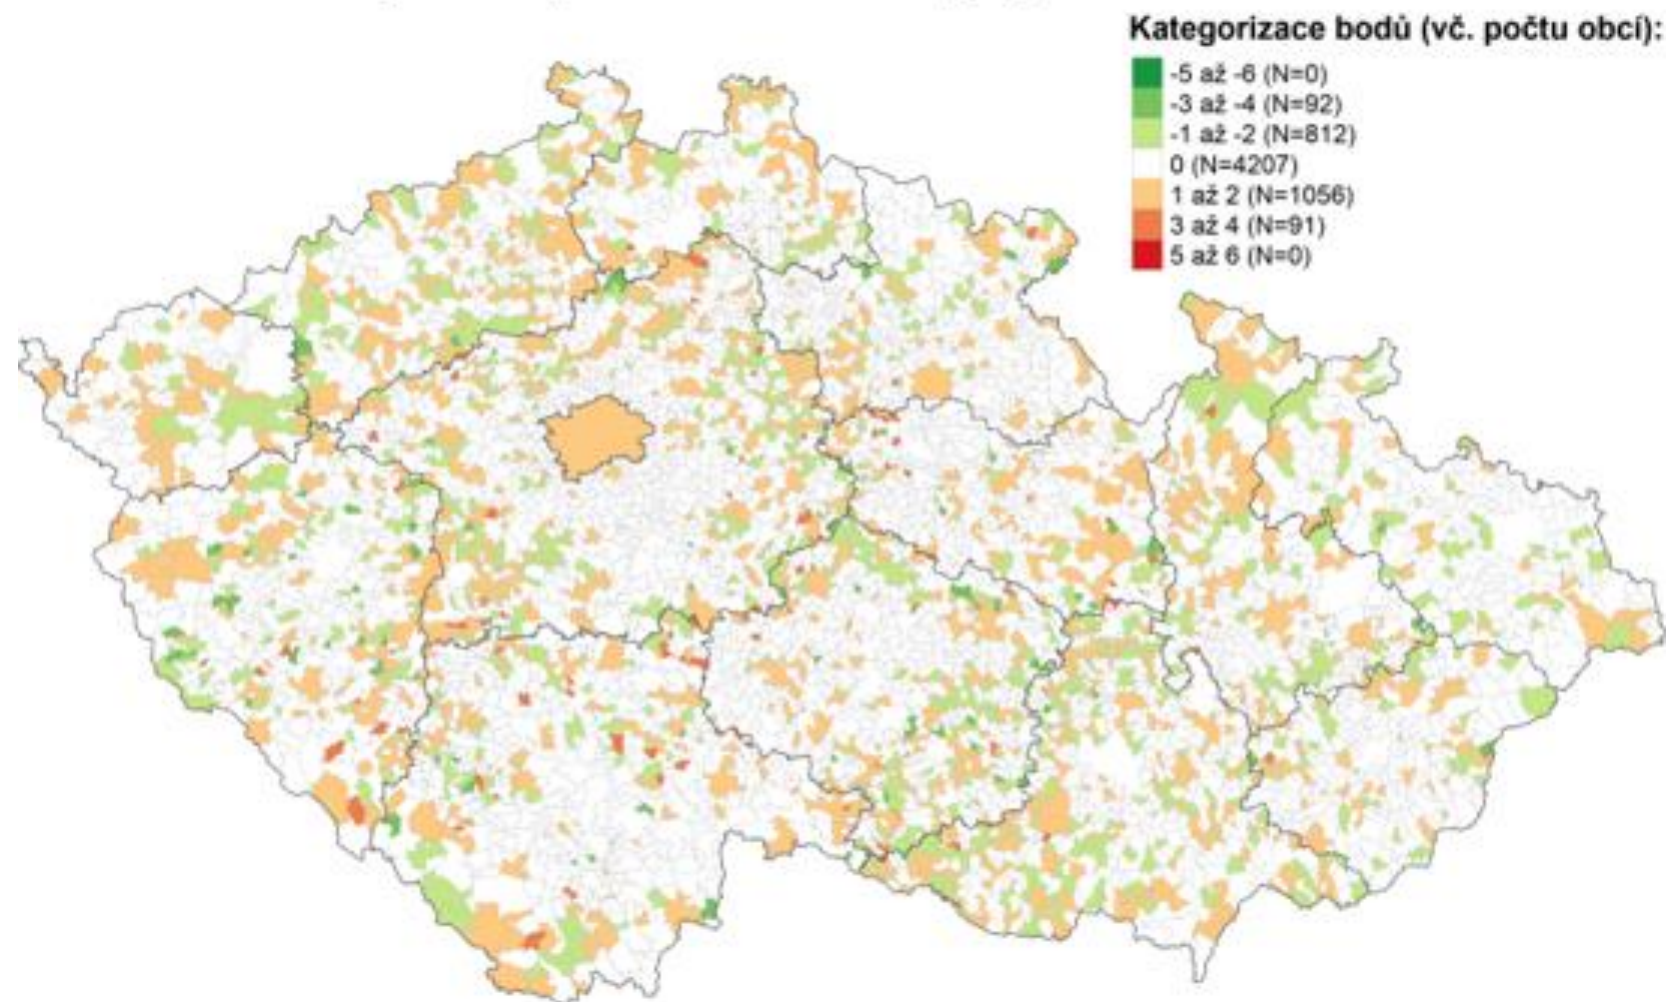 Kategorizace bodů (vč. počtu obcí):
-5 až -6 (N=0)
-3 až -4 (N=92)
-1 až -2 (N=812)
0 (N=4207)
1 až 2 (N=1056)
3 až 4 (N=91)
5 až 6 (N=0)